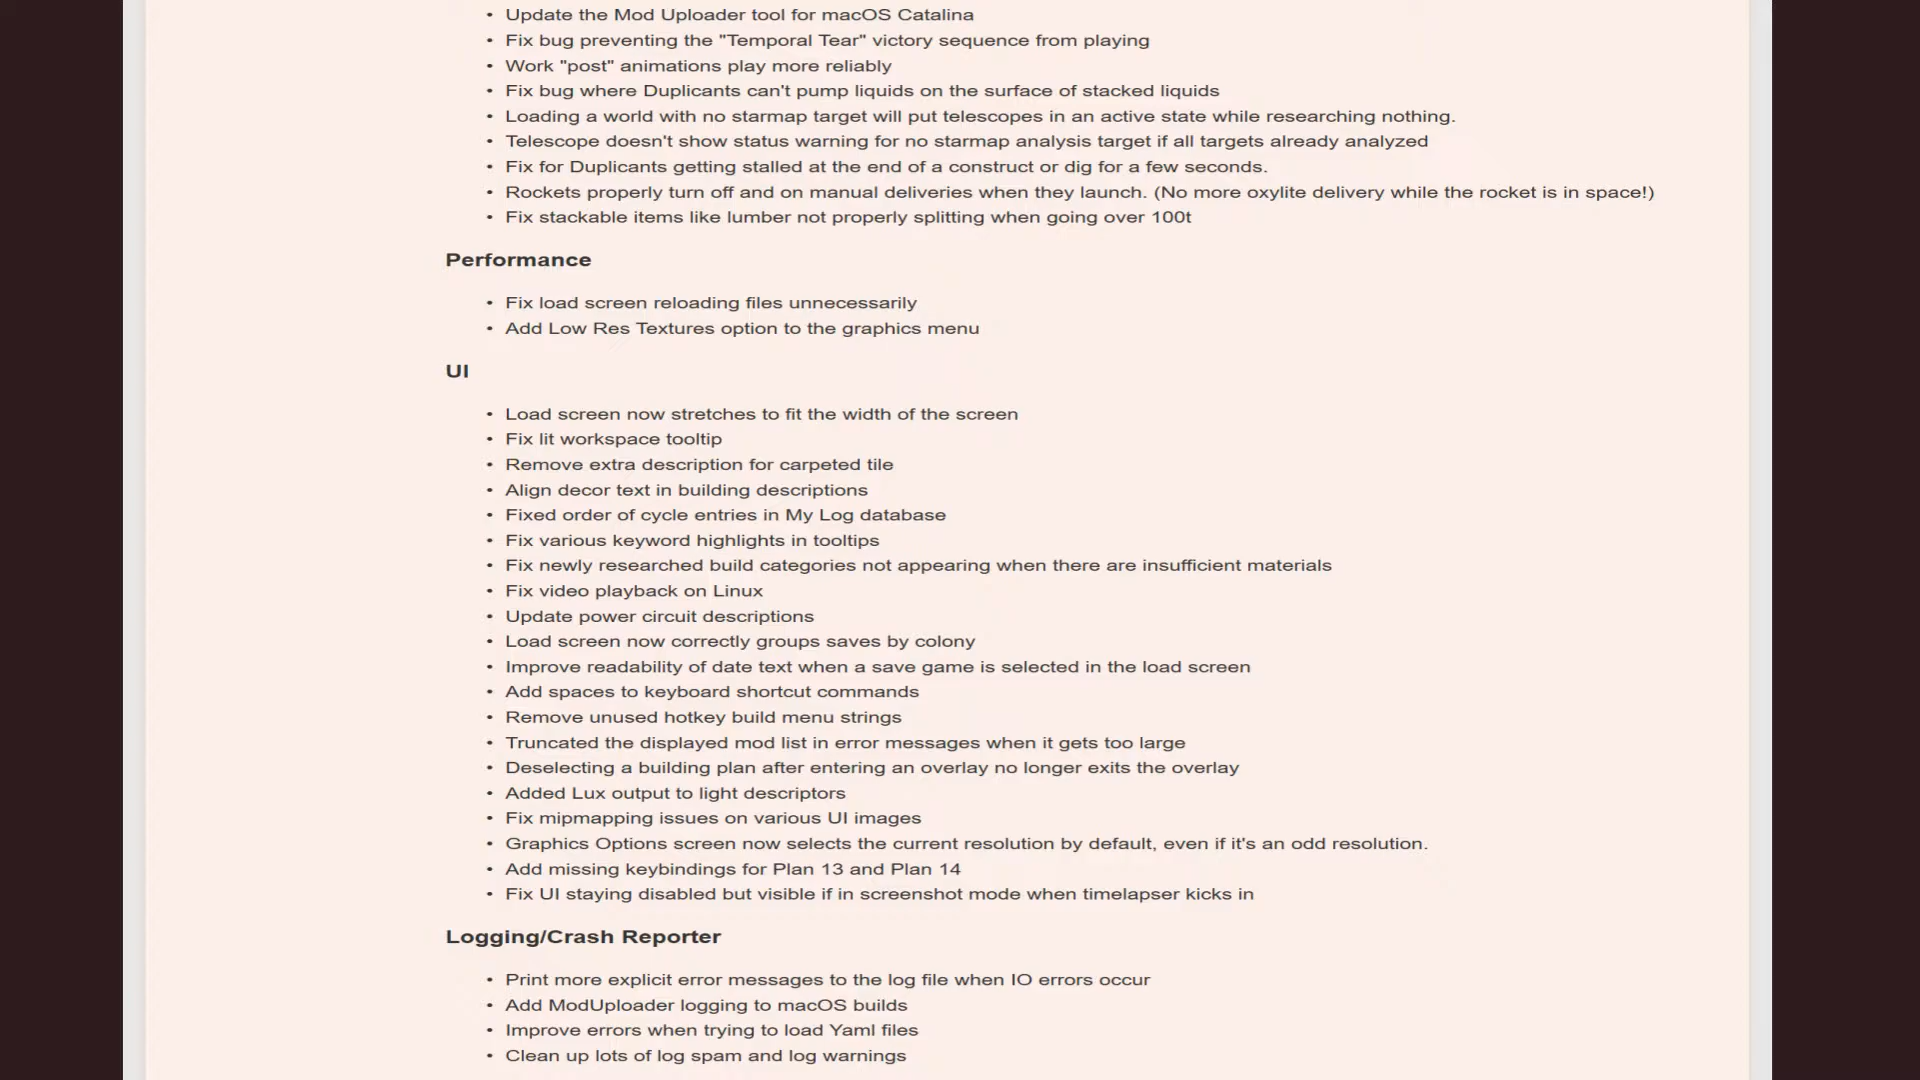 • Update the Mod Uploader tool for macOS Catalina
• Fix bug preventing the "Temporal Tear" victory sequence from playing
• Work "post" animations play more reliably
• Fix bug where Duplicants can't pump liquids on the surface of stacked liquids
• Loading a world with no starmap target will put telescopes in an active state while researching nothing.
• Telescope doesn't show status warning for no starmap analysis target if all targets already analyzed
• Fix for Duplicants getting stalled at the end of a construct or dig for a few seconds.
• Rockets properly turn off and on manual deliveries when they launch. (No more oxylite delivery while the rocket is in space!)
• Fix stackable items like lumber not properly splitting when going over 100t
Performance
• Fix load screen reloading files unnecessarily
• Add Low Res Textures option to the graphics menu
UI
• Load screen now stretches to fit the width of the screen
• Fix lit workspace tooltip
• Remove extra description for carpeted tile
• Align decor text in building descriptions
• Fixed order of cycle entries in My Log database
• Fix various keyword highlights in tooltips
• Fix newly researched build categories not appearing when there are insufficient materials
• Fix video playback on Linux
• Update power circuit descriptions
• Load screen now correctly groups saves by colony
• Improve readability of date text when a save game is selected in the load screen
• Add spaces to keyboard shortcut commands
• Remove unused hotkey build menu strings
• Truncated the displayed mod list in error messages when it gets too large
• Deselecting a building plan after entering an overlay no longer exits the overlay
• Added Lux output to light descriptors
• Fix mipmapping issues on various UI images
• Graphics Options screen now selects the current resolution by default, even if it's an odd resolution.
• Add missing keybindings for Plan 13 and Plan 14
• Fix UI staying disabled but visible if in screenshot mode when timelapser kicks in
Logging/Crash Reporter
• Print more explicit error messages to the log file when IO errors occur
• Add ModUploader logging to macOS builds
• Improve errors when trying to load Yaml files
• Clean up lots of log spam and log warnings